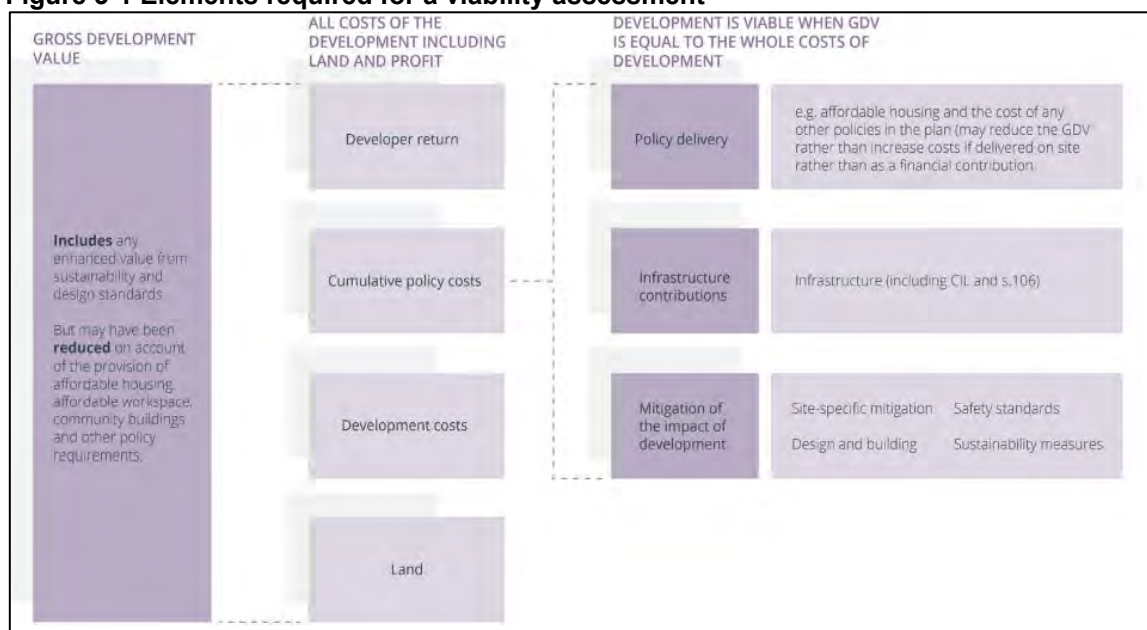 Figure 3-1 Elements required for a viability assessment
GROSS DEVELOPMENT
VALUE
ALL COSTS OF THE
DEVELOPMENT INCLUDING
LAND AND PROFIT
DEVELOPMENT IS VIABLE WHEN GDV
IS EQUAL TO THE WHOLE COSTS OF
DEVELOPMENT
Includes any
enhanced value from
sustainability and
design standards
But may have been
reduced on account
of the provision of
affordable housing,
affordable workspace,
community buildings
and other policy
requirements.
Developer return
Cumulative policy costs
Development costs
Land
Policy delivery
e.g. affordable housing and the cost of any
other policies in the plan (may reduce the GDV
rather than increase costs if delivered on site
rather than as a financial contribution.
Infrastructure
contributions
Infrastructure (including CIL and s.106)
Mitigation of
the impact of
development
Site-specific mitigation
Safety standards
Design and building
Sustainability measures